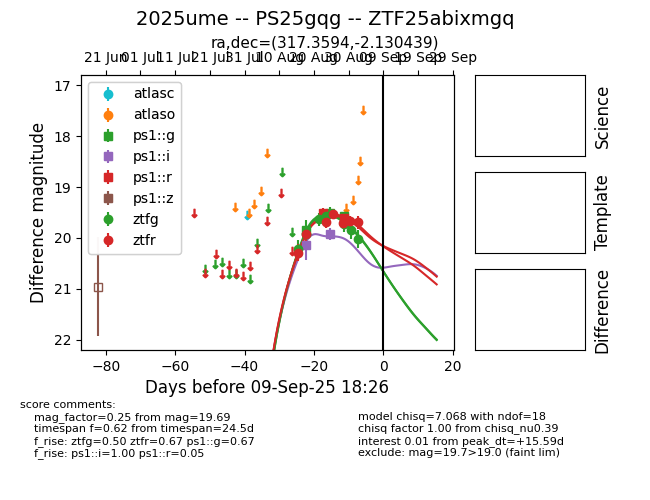 2025ume -- PS25gqg -- ZTF25abixmgq
ra,dec=(317.3594,-2.130439)
21 Jun 01 Jul 11 Jul 21 Jul 31 Jul 10 Aug 20 Aug 30 Aug 09 Sep 19 Sep 29 Sep
Difference magnitude
17
18
19
20
21
22
atlasc
atlaso
ps1::g
ps1::i
ps1::r
ps1::z
ztfg
ztfr
−80 −60 −40 −20 0 20
Days before 09-Sep-25 18:26
Science
Template
Difference
score comments:
mag_factor=0.25 from mag=19.69
timespan f=0.62 from timespan=24.5d
f_rise: ztfg=0.50 ztfr=0.67 ps1::g=0.67
f_rise: ps1::i=1.00 ps1::r=0.05
model chisq=7.068 with ndof=18
chisq factor 1.00 from chisq_nu0.39
interest 0.01 from peak_dt=+15.59d
exclude: mag=19.7>19.0 (faint lim)